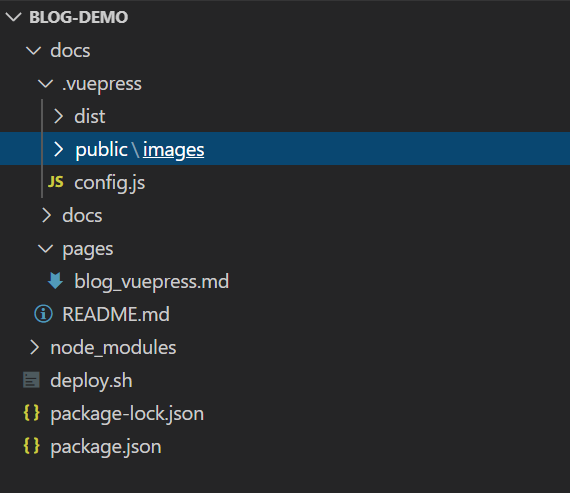 BLOG-DEMO
docs
.vuepress
dist
public\images
JS config.js
docs
pages
blog_vuepress.md
README.md
node_modules
deploy.sh
{} package-lock.json
{} package.json